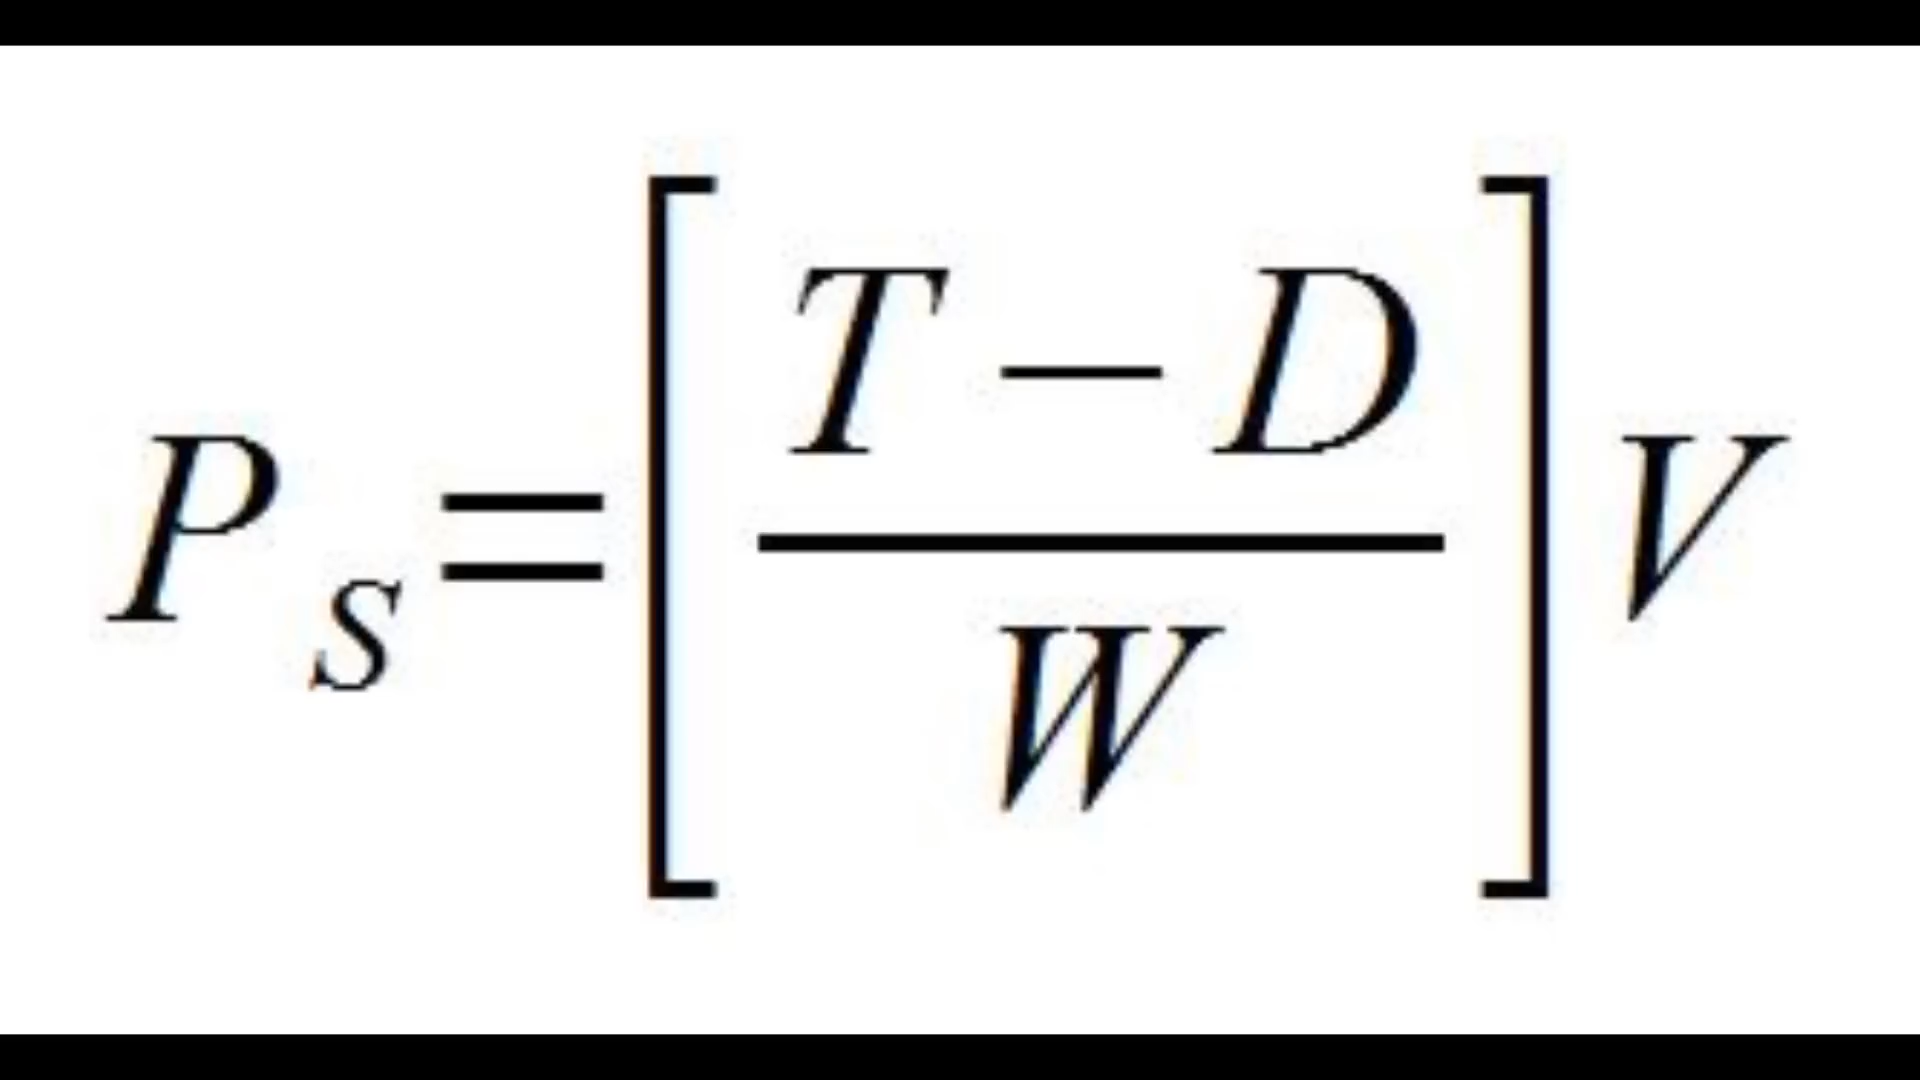 P_S = [ (T – D) / W ] V